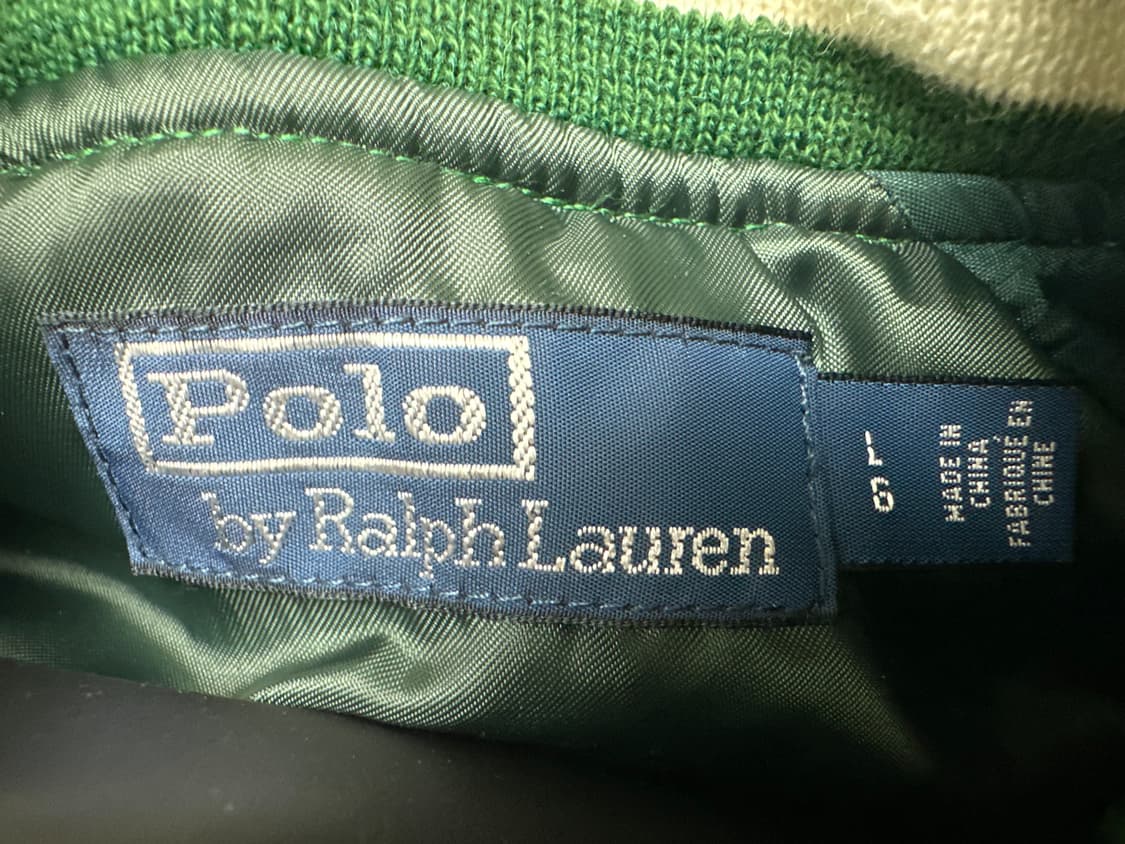 Polo
by Ralph Lauren
L
G
MADE IN
CHINA
FABRIQUÉ EN
CHINE